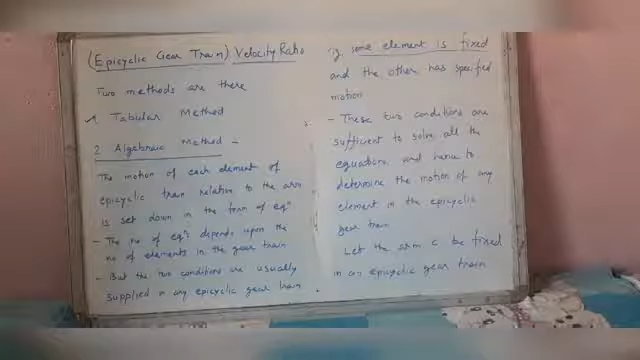 (Epicyclic Gear Train) Velocity Ratio
Two methods are there
1. Tabular Method
2 Algebraic Method -
The motion of each element of
epicyclic train relative to the arm
is set down in the form of eqⁿ
- The no of eqⁿs depends upon the
no of elements in the gear train
- But the two conditions are usually
supplied in any epicyclic gear train
some element is fixed
and the other has specified
motion
- These two conditions are
sufficient to solve all the
equations and hence to
determine the motion of any
element in the epicyclic
gear train
Let the arm C be fixed
in an epicyclic gear train